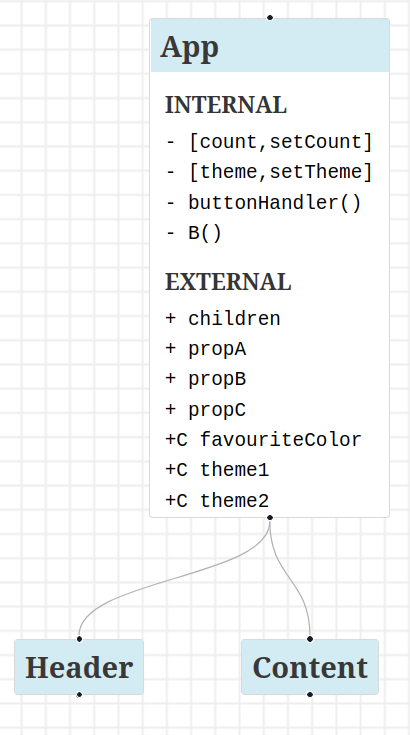 App
INTERNAL
- [count,setCount]
- [theme,setTheme]
- buttonHandler()
- B()
EXTERNAL
+ children
+ propA
+ propB
+ propC
+C favouriteColor
+C theme1
+C theme2
Header
Content